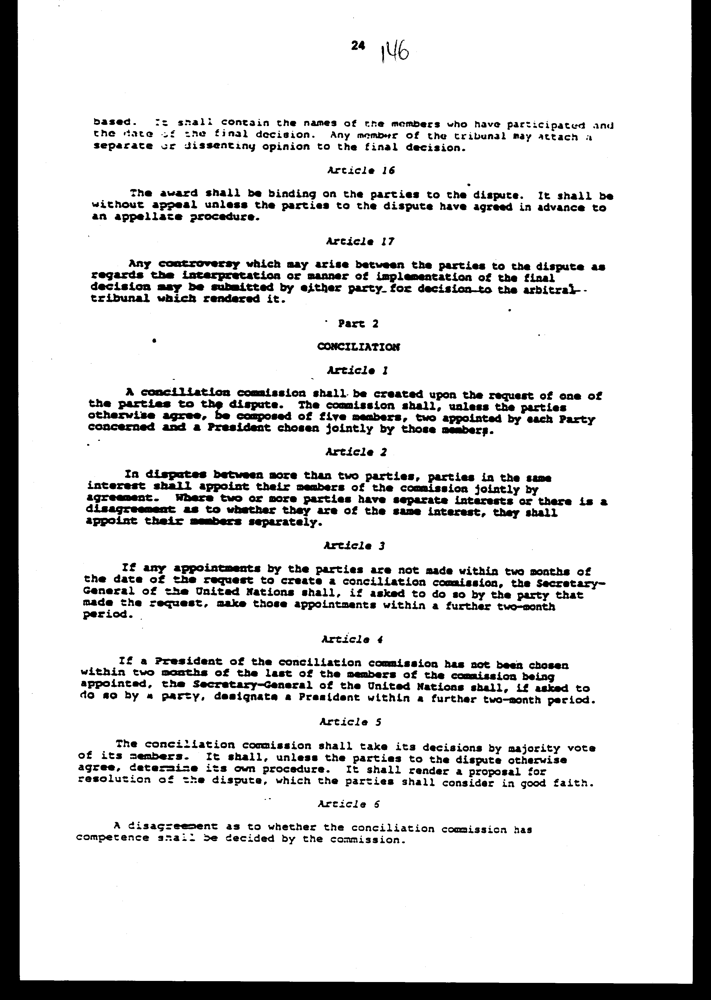 24 146
based. It shall contain the names of the members who have participated and
the date of the final decision. Any member of the tribunal may attach a
separate or dissenting opinion to the final decision.
Article 16
The award shall be binding on the parties to the dispute. It shall be
without appeal unless the parties to the dispute have agreed in advance to
an appellate procedure.
Article 17
Any controversy which may arise between the parties to the dispute as
regards the interpretation or manner of implementation of the final
decision may be submitted by either party for decision to the arbitral
tribunal which rendered it.
Part 2
CONCILIATION
Article 1
A conciliation commission shall be created upon the request of one of
the parties to the dispute. The commission shall, unless the parties
otherwise agree, be composed of five members, two appointed by each Party
concerned and a President chosen jointly by those members.
Article 2
In disputes between more than two parties, parties in the same
interest shall appoint their members of the commission jointly by
agreement. Where two or more parties have separate interests or there is a
disagreement as to whether they are of the same interest, they shall
appoint their members separately.
Article 3
If any appointments by the parties are not made within two months of
the date of the request to create a conciliation commission, the Secretary-
General of the United Nations shall, if asked to do so by the party that
made the request, make those appointments within a further two-month
period.
Article 4
If a President of the conciliation commission has not been chosen
within two months of the last of the members of the commission being
appointed, the Secretary-General of the United Nations shall, if asked to
do so by a party, designate a President within a further two-month period.
Article 5
The conciliation commission shall take its decisions by majority vote
of its members. It shall, unless the parties to the dispute otherwise
agree, determine its own procedure. It shall render a proposal for
resolution of the dispute, which the parties shall consider in good faith.
Article 6
A disagreement as to whether the conciliation commission has
competence shall be decided by the commission.